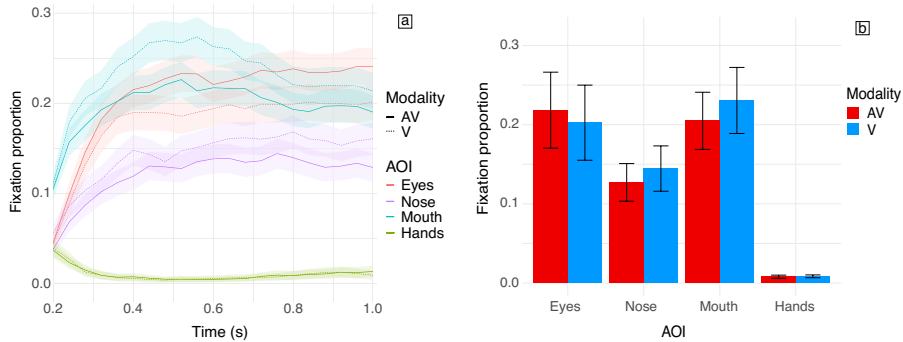 a
Fixation proportion
0.3
0.2
0.1
0.0
0.2
0.4
0.6
0.8
1.0
Time (s)
Modality
AV
V
AOI
Eyes
Nose
Mouth
Hands
b
Fixation proportion
0.3
0.2
0.1
0.0
Eyes
Nose
Mouth
Hands
AOI
Modality
AV
V